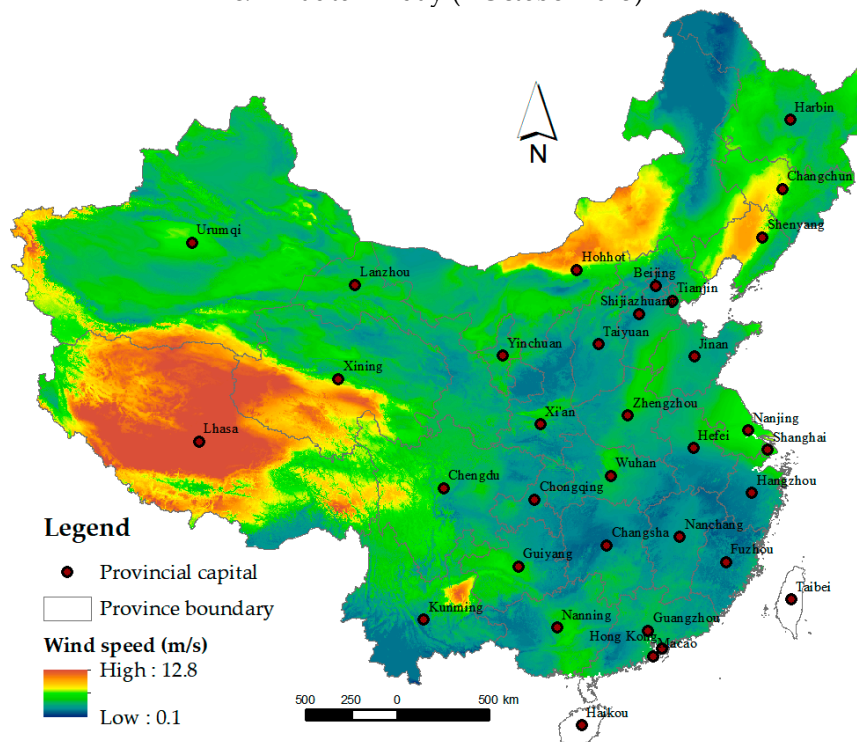 N
Harbin
Changchun
Shenyang
Urumqi
Hohhot
Lanzhou
Beijing
Tianjin
Shijiazhuan
Taiyuan
Yinchuan
Jinan
Xining
Xi'an
Zhengzhou
Nanjing
Lhasa
Hefei
Shanghai
Wuhan
Chengdu
Chongqing
Hangzhou
Changsha
Nanchang
Guiyang
Fuzhou
Taibei
Kunming
Nanning
Guangzhou
Hong Kong
Macao
Haikou
Legend
Provincial capital
Province boundary
Wind speed (m/s)
High : 12.8
Low : 0.1
500 250 0 500 km